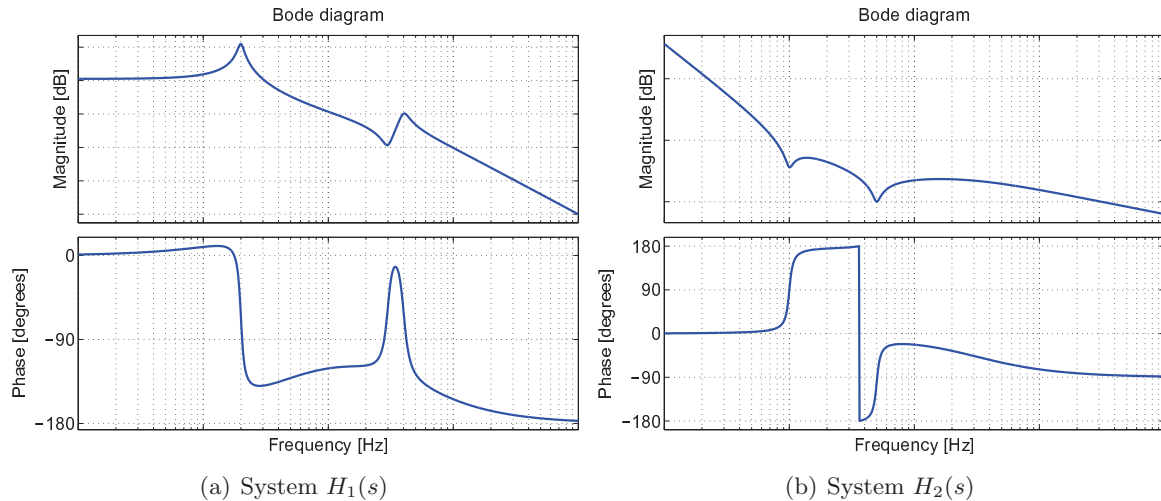 Bode diagram
Magnitude [dB]
0
−90
−180
Phase [degrees]
Frequency [Hz]
(a) System H₁(s)
Bode diagram
Magnitude [dB]
180
90
0
−90
−180
Phase [degrees]
Frequency [Hz]
(b) System H₂(s)